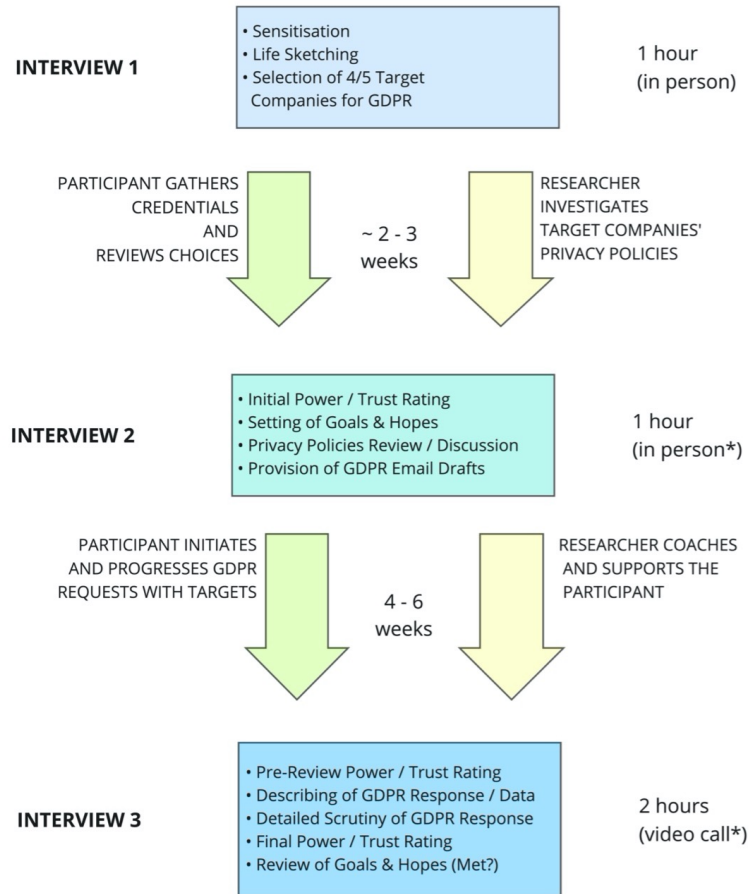 INTERVIEW 1
• Sensitisation
• Life Sketching
• Selection of 4/5 Target
Companies for GDPR
1 hour
(in person)
PARTICIPANT GATHERS
CREDENTIALS
AND
REVIEWS CHOICES
~ 2 - 3
weeks
RESEARCHER
INVESTIGATES
TARGET COMPANIES'
PRIVACY POLICIES
INTERVIEW 2
• Initial Power / Trust Rating
• Setting of Goals & Hopes
• Privacy Policies Review / Discussion
• Provision of GDPR Email Drafts
1 hour
(in person*)
PARTICIPANT INITIATES
AND PROGRESSES GDPR
REQUESTS WITH TARGETS
4 - 6
weeks
RESEARCHER COACHES
AND SUPPORTS THE
PARTICIPANT
INTERVIEW 3
• Pre-Review Power / Trust Rating
• Describing of GDPR Response / Data
• Detailed Scrutiny of GDPR Response
• Final Power / Trust Rating
• Review of Goals & Hopes (Met?)
2 hours
(video call*)